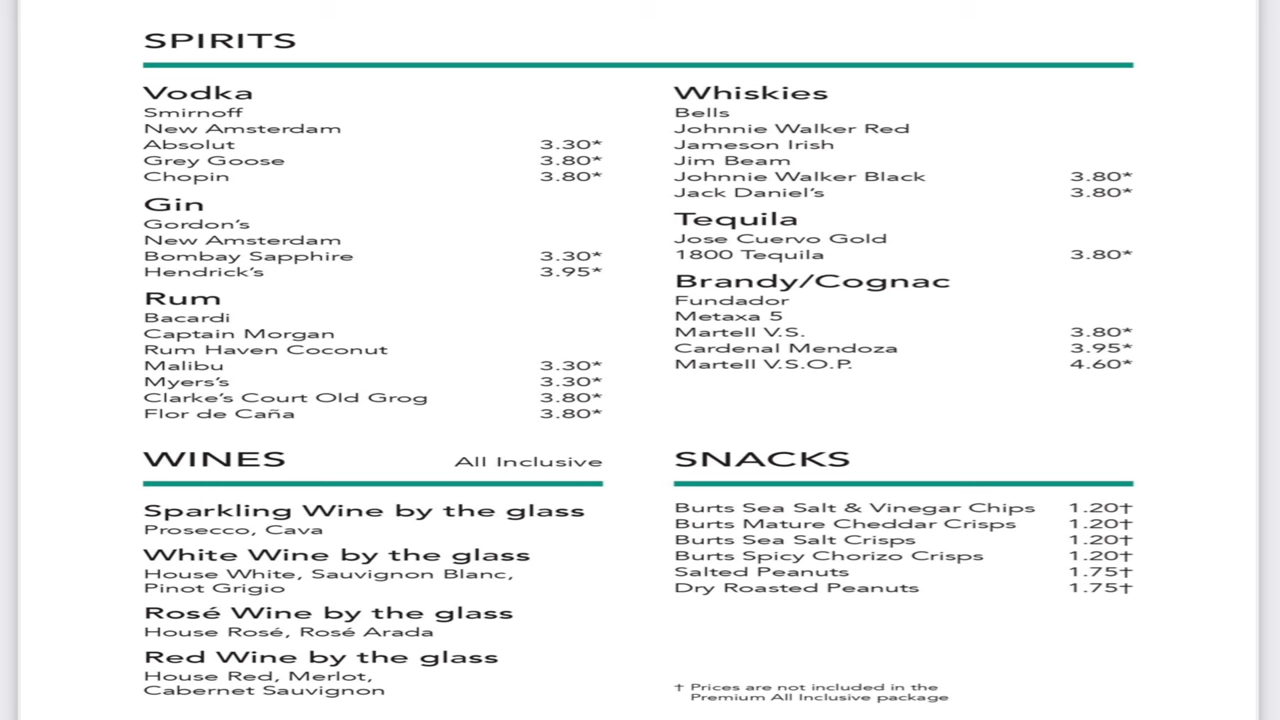 SPIRITS
Vodka
Smirnoff
New Amsterdam
Absolut 3.30*
Grey Goose 3.80*
Chopin 3.80*
Gin
Gordon's
New Amsterdam
Bombay Sapphire 3.30*
Hendrick's 3.95*
Rum
Bacardi
Captain Morgan
Rum Haven Coconut
Malibu 3.30*
Myers's 3.30*
Clarke's Court Old Grog 3.80*
Flor de Caña 3.80*
Whiskies
Bells
Johnnie Walker Red
Jameson Irish
Jim Beam
Johnnie Walker Black 3.80*
Jack Daniel's 3.80*
Tequila
Jose Cuervo Gold
1800 Tequila 3.80*
Brandy/Cognac
Fundador
Metaxa 5
Martell V.S. 3.80*
Cardenal Mendoza 3.95*
Martell V.S.O.P. 4.60*
WINES All Inclusive
Sparkling Wine by the glass
Prosecco, Cava
White Wine by the glass
House White, Sauvignon Blanc,
Pinot Grigio
Rosé Wine by the glass
House Rosé, Rosé Arada
Red Wine by the glass
House Red, Merlot,
Cabernet Sauvignon
SNACKS
Burts Sea Salt & Vinegar Chips 1.20†
Burts Mature Cheddar Crisps 1.20†
Burts Sea Salt Crisps 1.20†
Burts Spicy Chorizo Crisps 1.20†
Salted Peanuts 1.75†
Dry Roasted Peanuts 1.75†
† Prices are not included in the
Premium All Inclusive package